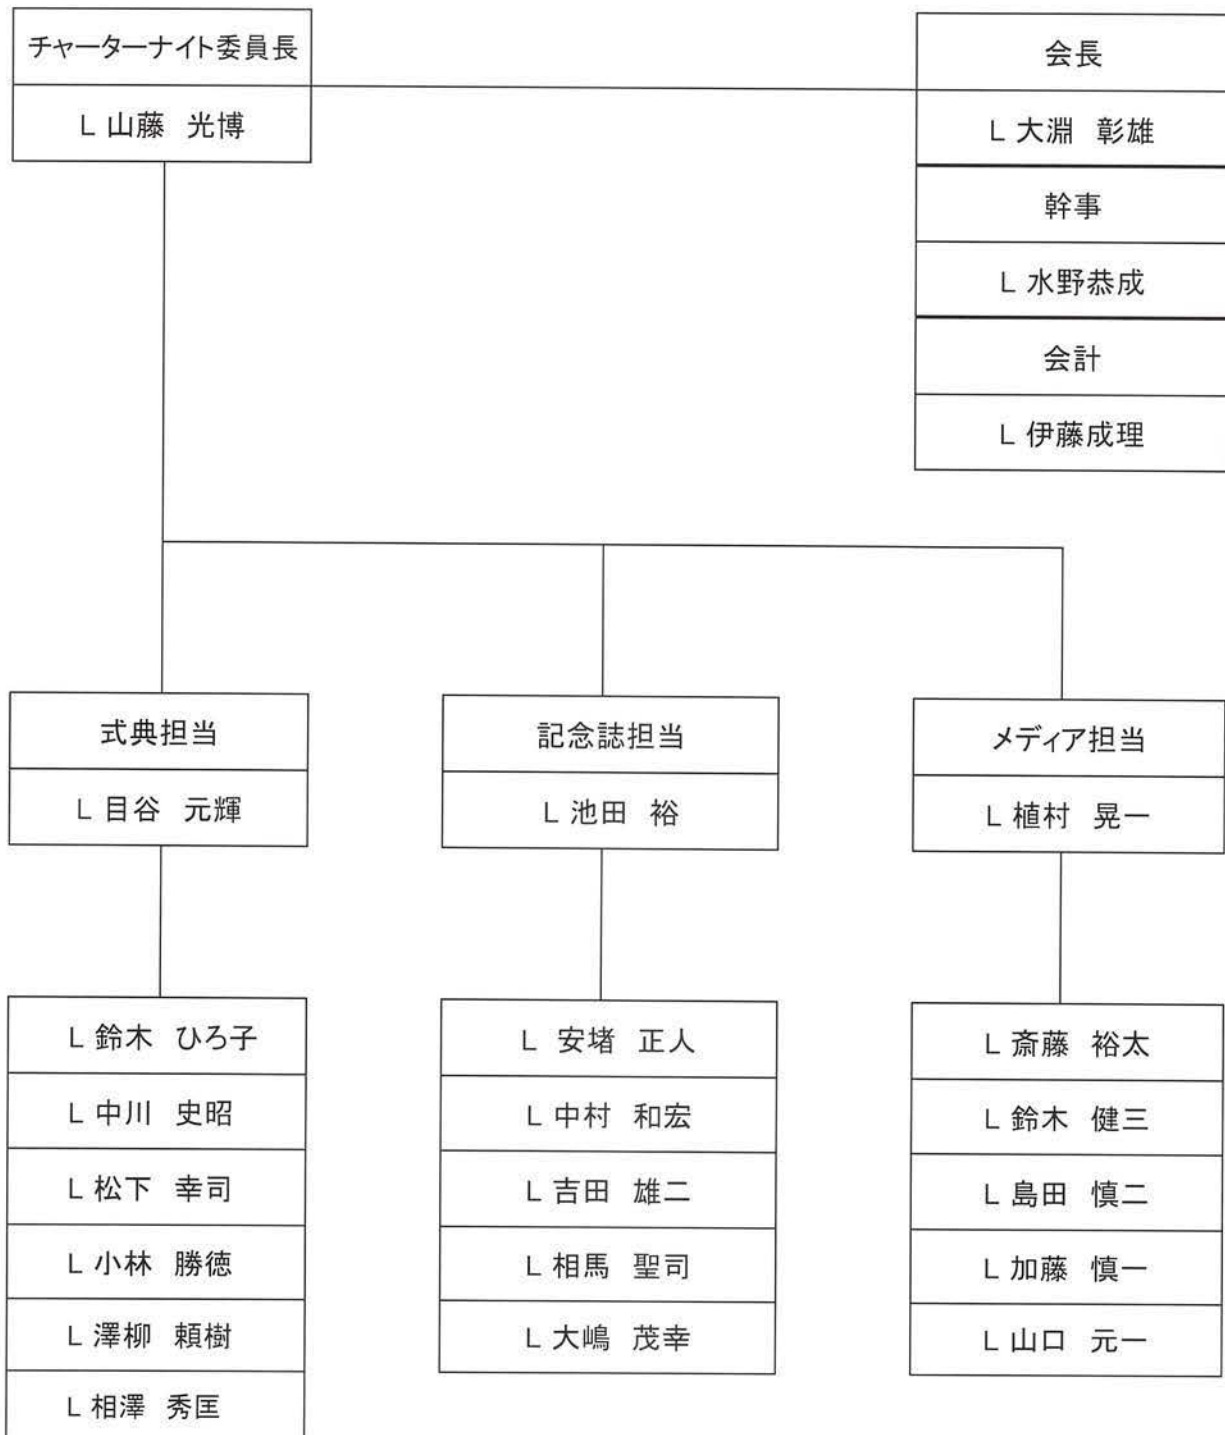 チャーターナイト委員長
L 山藤 光博
会長
L 大淵 彰雄
幹事
L 水野恭成
会計
L 伊藤成理
式典担当
L 目谷 元輝
記念誌担当
L 池田 裕
メディア担当
L 植村 晃一
L 鈴木 ひろ子
L 中川 史昭
L 松下 幸司
L 小林 勝徳
L 澤柳 頼樹
L 相澤 秀匡
L 安堵 正人
L 中村 和宏
L 吉田 雄二
L 相馬 聖司
L 大嶋 茂幸
L 斎藤 裕太
L 鈴木 健三
L 島田 慎二
L 加藤 慎一
L 山口 元一